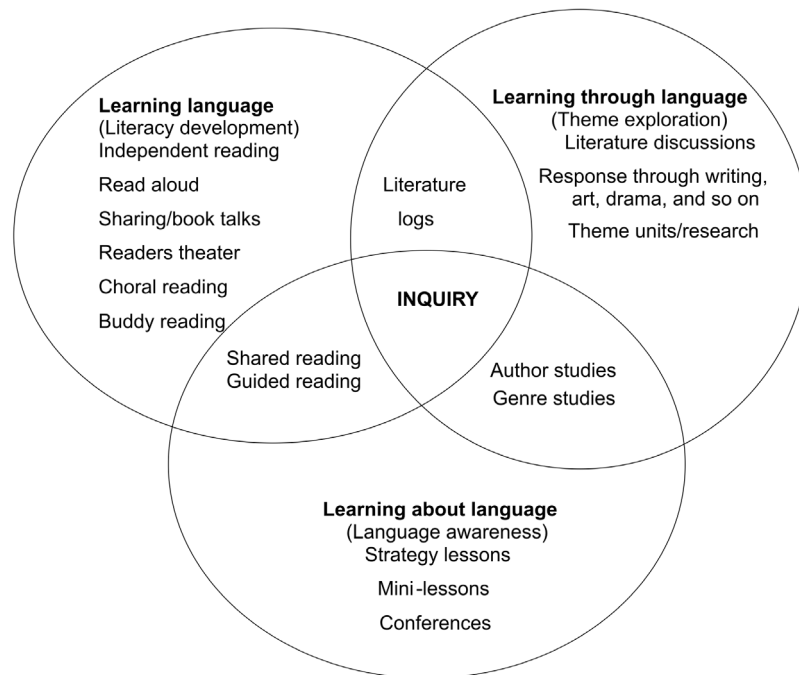 Learning language
(Literacy development)
Independent reading
Read aloud
Sharing/book talks
Readers theater
Choral reading
Buddy reading
Literature
logs
Learning through language
(Theme exploration)
Literature discussions
Response through writing,
art, drama, and so on
Theme units/research
INQUIRY
Shared reading
Guided reading
Author studies
Genre studies
Learning about language
(Language awareness)
Strategy lessons
Mini-lessons
Conferences